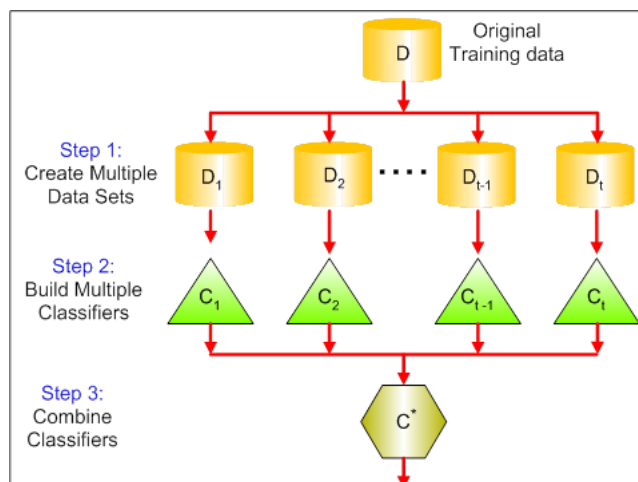 Original
Training data
D
Step 1:
Create Multiple
Data Sets
D1
D2
....
Dt-1
Dt
Step 2:
Build Multiple
Classifiers
C1
C2
Ct-1
Ct
Step 3:
Combine
Classifiers
C*